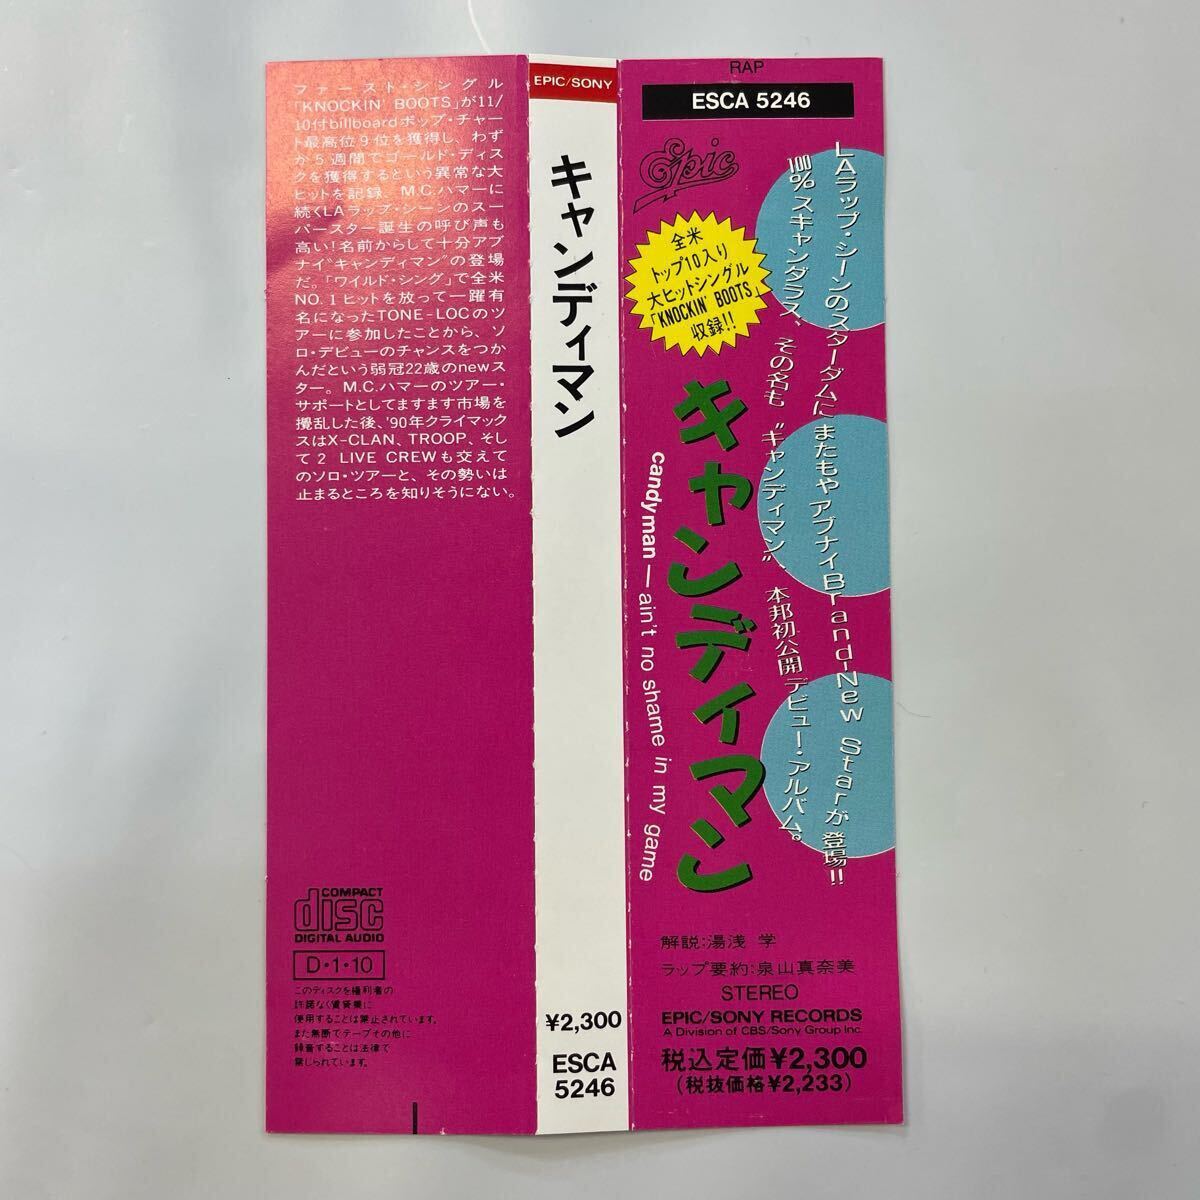 ファースト・シングル
「KNOCKIN' BOOTS」が11/
10付billboardポップ・チャー
ト最高位9位を獲得し、わず
か5週間でゴールド・ディス
クを獲得するという異常な大
ヒットを記録、M.C.ハマーに
続くLAラップ・シーンのスー
パースター誕生の呼び声も
高い!名前からして十分アブ
ナイ“キャンディマン”の登場
だ。「ワイルド・シング」で全米
NO.1ヒットを放って一躍有
名になったTONE-LOCのツ
アーに参加したことから、ソ
ロ・デビューのチャンスをつか
んだという弱冠22歳のnewス
ター。M.C.ハマーのツアー・
サポートとしてますます市場を
攪乱した後、'90年クライマック
スはX-CLAN、TROOP、そし
て2 LIVE CREWも交えて
のソロ・ツアーと、その勢いは
止まるところを知りそうにない。
COMPACT
disc
DIGITAL AUDIO
D・1・10
このディスクを権利者の
許諾なく賃貸業に
使用することは禁止されています。
また無断でテープその他に
録音することは法律で
禁じられています。
EPIC/SONY
キャンディマン
¥2,300
ESCA
5246
RAP
ESCA 5246
Epic
全米
トップ10入り
大ヒットシングル
「KNOCKIN' BOOTS」
収録!!
LAラップ・シーンのスターダムにまたもやアブナイBrand-New Starが登場!!
100%スキャンダラス、その名も“キャンディマン”、本邦初公開デビュー・アルバム。
キャンディマン
candyman — ain't no shame in my game
解説:湯浅 学
ラップ要約:泉山真奈美
STEREO
EPIC/SONY RECORDS
A Division of CBS/Sony Group Inc.
税込定価¥2,300
(税抜価格¥2,233)